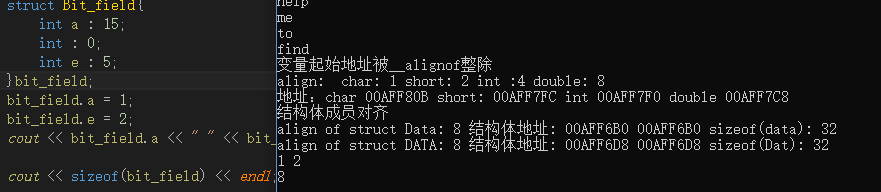 struct Bit_field{
int a : 15;
int : 0;
int e : 5;
}bit_field;
bit_field.a = 1;
bit_field.e = 2;
cout << bit_field.a << " " << bit_
cout << sizeof(bit_field) << endl;
help
me
to
find
变量起始地址被__alignof整除
align:  char: 1 short: 2 int :4 double: 8
地址：char 00AFF80B short: 00AFF7FC int 00AFF7F0 double 00AFF7C8
结构体成员对齐
align of struct Data: 8 结构体地址: 00AFF6B0 00AFF6B0 sizeof(data): 32
align of struct DATA: 8 结构体地址: 00AFF6D8 00AFF6D8 sizeof(Dat): 32
1 2
8